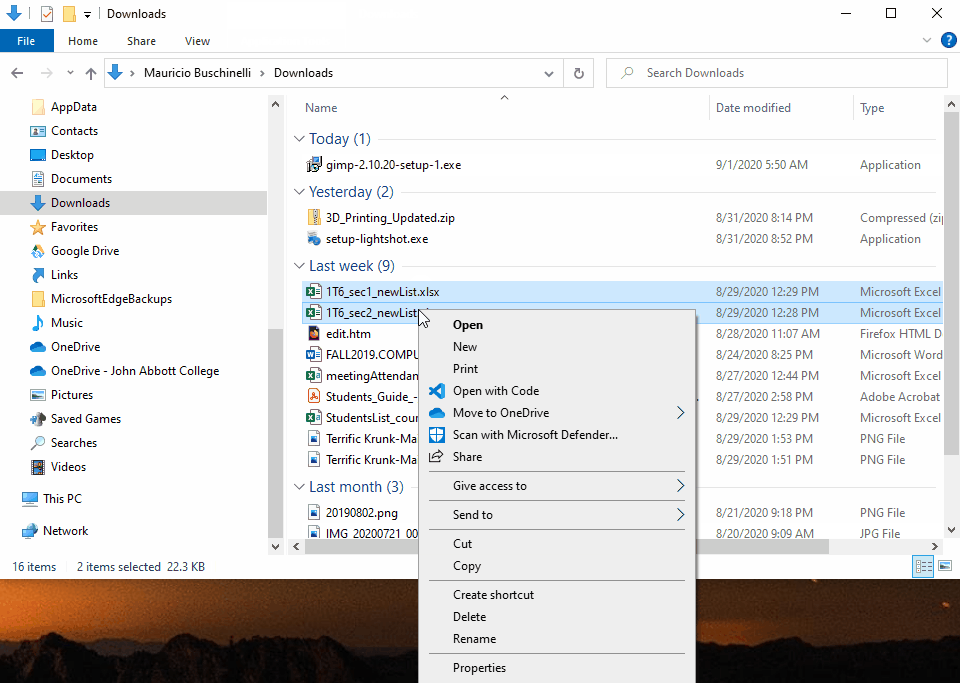 Downloads
File Home Share View
Mauricio Buschinelli > Downloads Search Downloads
AppData
Contacts
Desktop
Documents
Downloads
Favorites
Google Drive
Links
MicrosoftEdgeBackups
Music
OneDrive
OneDrive - John Abbott College
Pictures
Saved Games
Searches
Videos
This PC
Network
Name Date modified Type
Today (1)
gimp-2.10.20-setup-1.exe 9/1/2020 5:50 AM Application
Yesterday (2)
3D_Printing_Updated.zip 8/31/2020 8:14 PM Compressed (zip
setup-lightshot.exe 8/31/2020 8:52 PM Application
Last week (9)
1T6_sec1_newList.xlsx 8/29/2020 12:29 PM Microsoft Excel
1T6_sec2_newList 8/29/2020 12:28 PM Microsoft Excel
edit.htm 8/28/2020 11:07 AM Firefox HTML D
FALL2019.COMPU 8/24/2020 8:25 PM Microsoft Word
meetingAttendan 8/27/2020 12:44 PM Microsoft Excel
Students_Guide_- 8/27/2020 2:58 PM Adobe Acrobat
StudentsList_cour 8/29/2020 12:29 PM Microsoft Excel
Terrific Krunk-Ma 8/29/2020 1:53 PM PNG File
Terrific Krunk-Ma 8/29/2020 1:51 PM PNG File
Last month (3)
20190802.png 8/21/2020 9:18 PM PNG File
IMG_20200721_00 8/20/2020 9:09 AM JPG File
Open
New
Print
Open with Code
Move to OneDrive
Scan with Microsoft Defender...
Share
Give access to
Send to
Cut
Copy
Create shortcut
Delete
Rename
Properties
16 items 2 items selected 22.3 KB